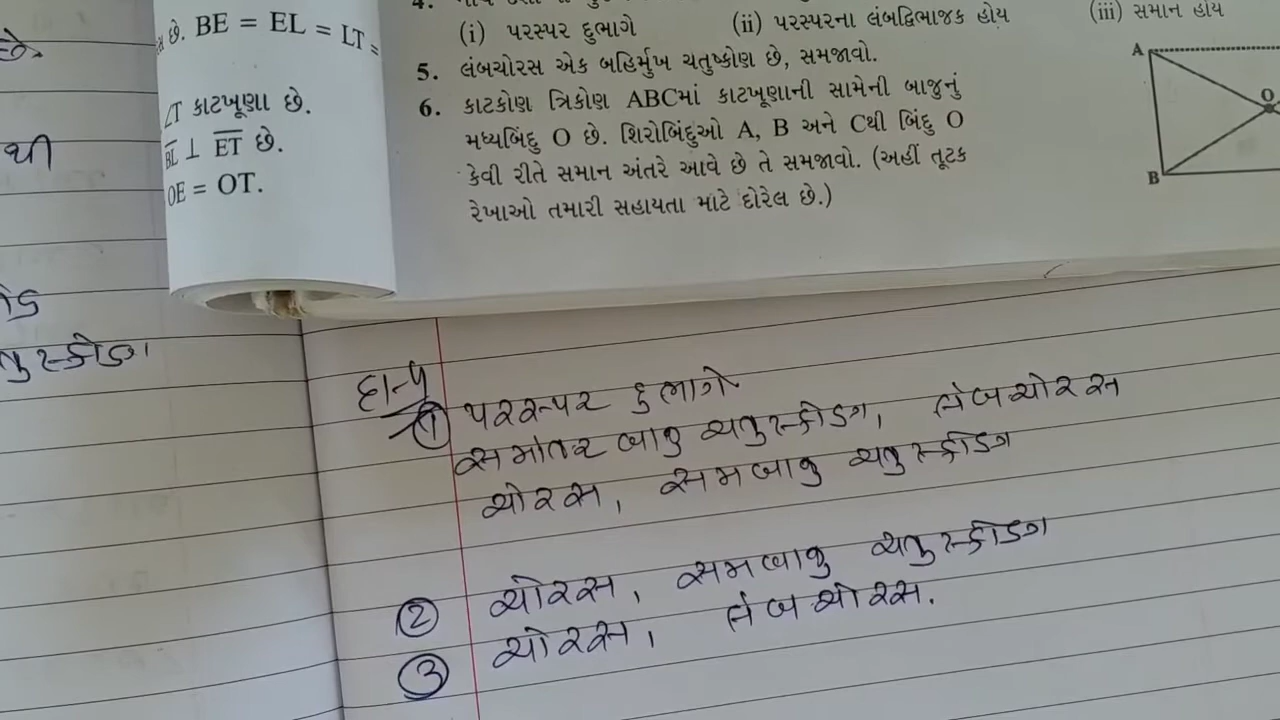 છે.
થી
છે. BE = EL = LT =
∠T કાટખૂણા છે.
BL ⊥ ET છે.
OE = OT.
(i) પરસ્પર દુભાગે (ii) પરસ્પરના લંબદ્વિભાજક હોય (iii) સમાન હોય
5. લંબચોરસ એક બહિર્મુખ ચતુષ્કોણ છે, સમજાવો.
6. કાટકોણ ત્રિકોણ ABCમાં કાટખૂણાની સામેની બાજુનું
મધ્યબિંદુ O છે. શિરોબિંદુઓ A, B અને Cથી બિંદુ O
કેવી રીતે સમાન અંતરે આવે છે તે સમજાવો. (અહીં તૂટક
રેખાઓ તમારી સહાયતા માટે દોરેલ છે.)
A
O
B
દા-૫
① પરસ્પર દુભાગે
સમાંતર બાજુ ચતુષ્કોણ, લંબચોરસ
ચોરસ, સમબાજુ ચતુષ્કોણ
② ચોરસ, સમબાજુ ચતુષ્કોણ
③ ચોરસ, લંબચોરસ.